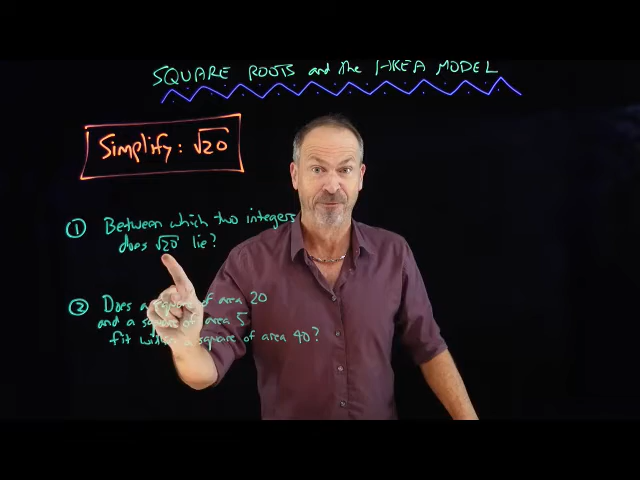 SQUARE ROOTS and the IKEA MODEL
Simplify: √20
① Between which two integers
does √20 lie?
② Does a square of area 20
and a square of area 5
fit within a square of area 40?